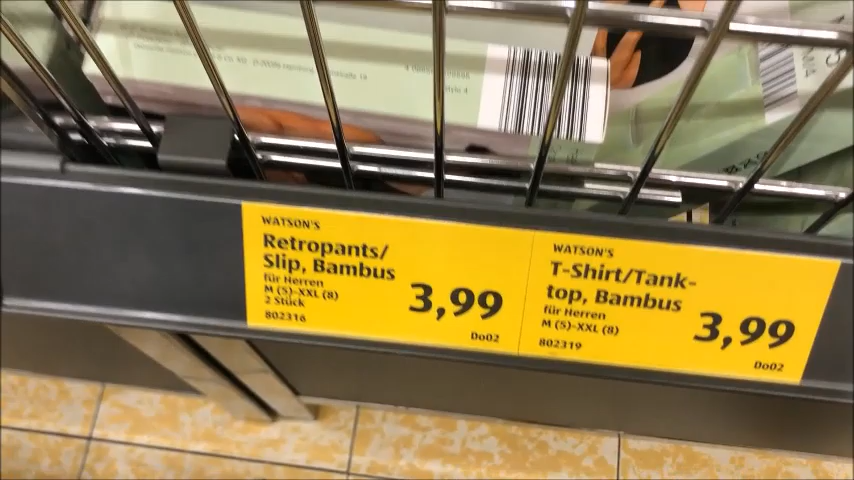 WATSON'S
Retropants/
Slip, Bambus
für Herren
M (5)-XXL (8)
2 Stück
802316
3,99
Do02
WATSON'S
T-Shirt/Tank-
top, Bambus
für Herren
M (5)-XXL (8)
802319
3,99
Do02